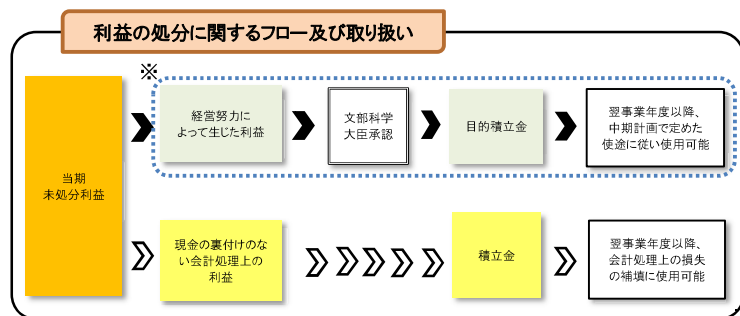 利益の処分に関するフロー及び取り扱い
※
当期
未処分利益
経営努力に
よって生じた利益
文部科学
大臣承認
目的積立金
翌事業年度以降、
中期計画で定めた
使途に従い使用可能
現金の裏付けのな
い会計処理上の
利益
積立金
翌事業年度以降、
会計処理上の損失
の補填に使用可能